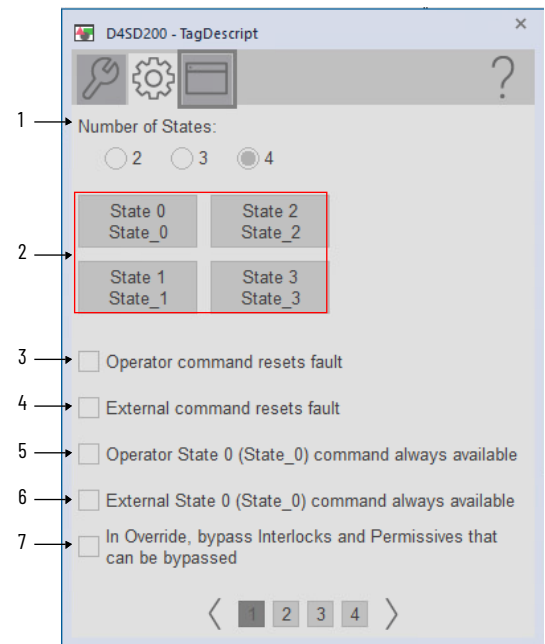 D4SD200 - TagDescript
×
?
1
Number of States:
2 3 4
2
State 0
State_0
State 2
State_2
State 1
State_1
State 3
State_3
3
Operator command resets fault
4
External command resets fault
5
Operator State 0 (State_0) command always available
6
External State 0 (State_0) command always available
7
In Override, bypass Interlocks and Permissives that
can be bypassed
1 2 3 4